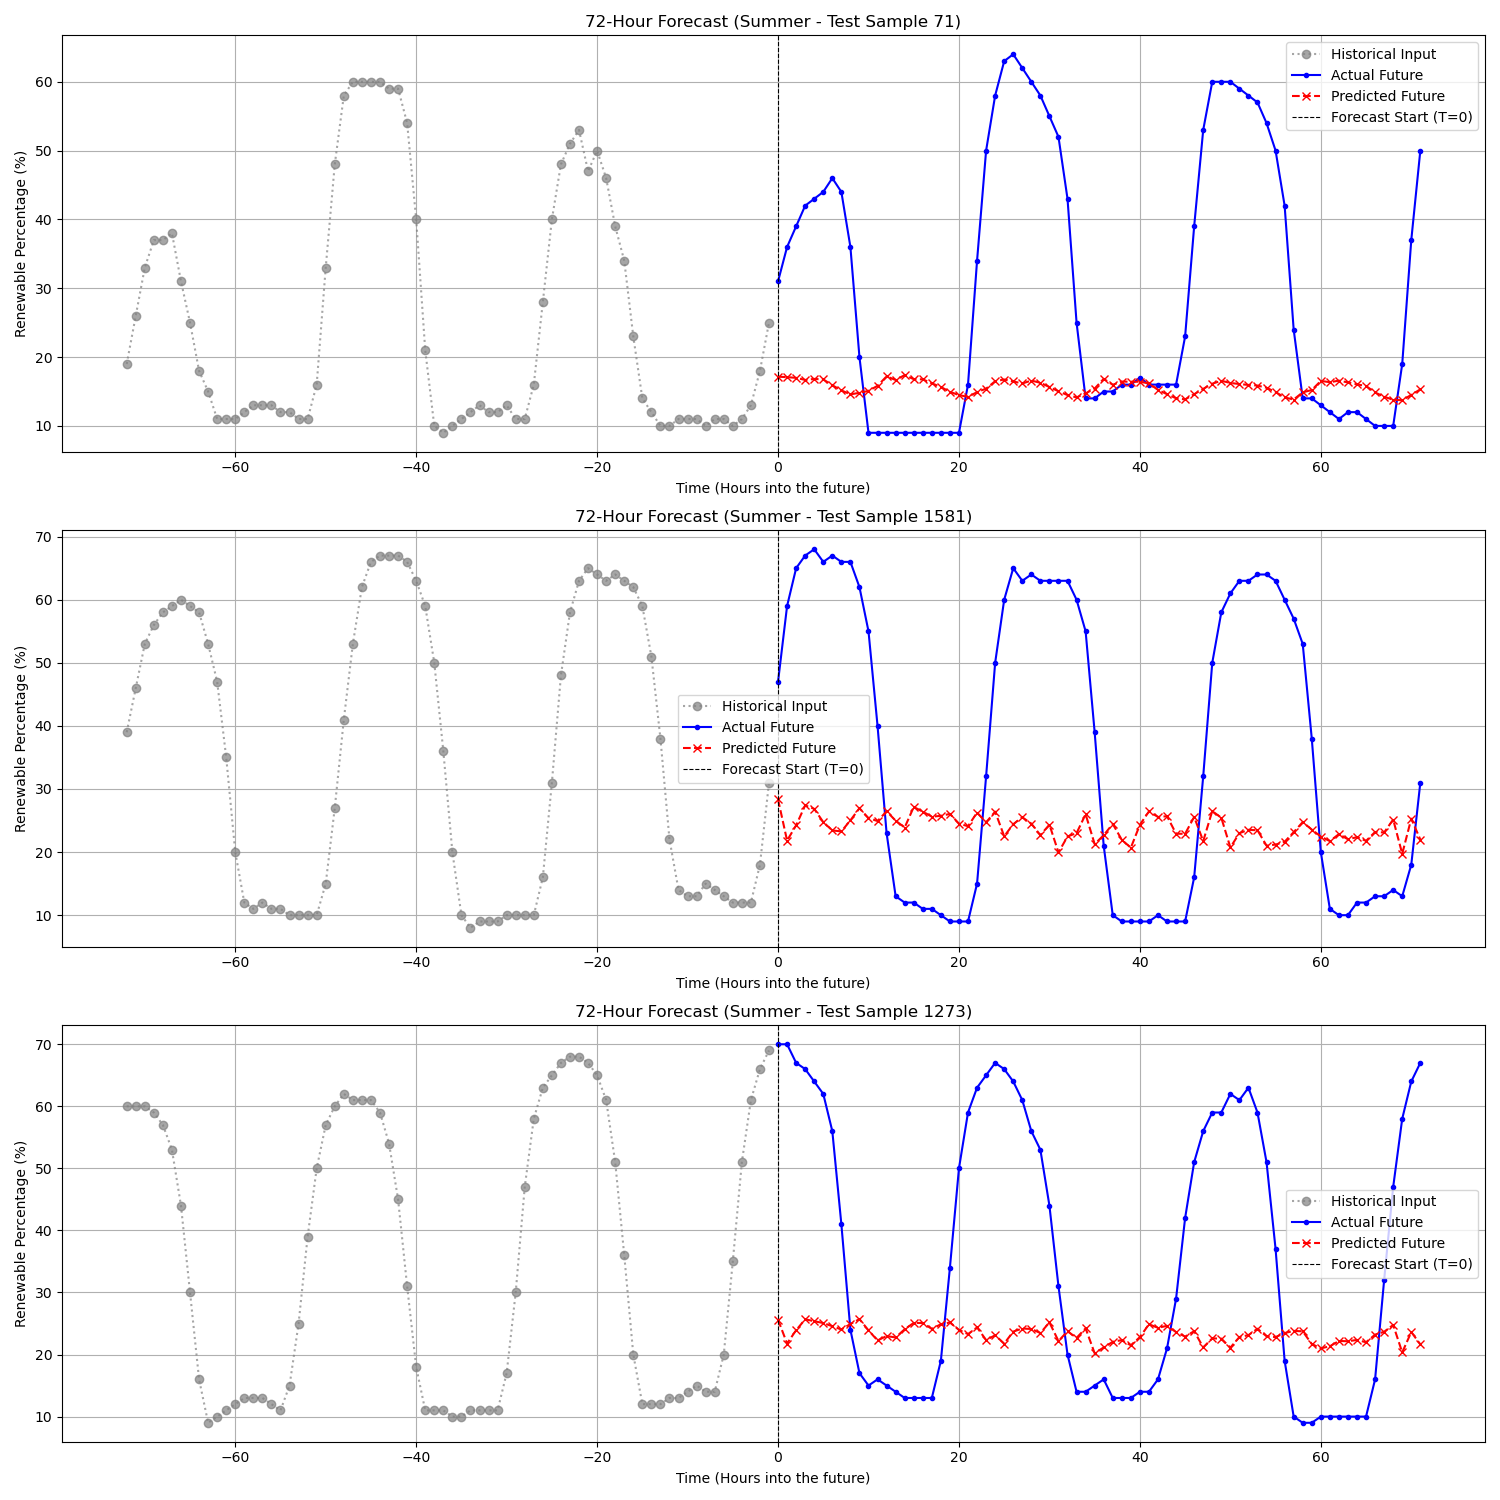 72-Hour Forecast (Summer - Test Sample 71)
Renewable Percentage (%)
60
50
40
30
20
10
Historical Input
Actual Future
Predicted Future
Forecast Start (T=0)
−60 −40 −20 0 20 40 60
Time (Hours into the future)
72-Hour Forecast (Summer - Test Sample 1581)
Renewable Percentage (%)
70
60
50
40
30
20
10
Historical Input
Actual Future
Predicted Future
Forecast Start (T=0)
−60 −40 −20 0 20 40 60
Time (Hours into the future)
72-Hour Forecast (Summer - Test Sample 1273)
Renewable Percentage (%)
70
60
50
40
30
20
10
Historical Input
Actual Future
Predicted Future
Forecast Start (T=0)
−60 −40 −20 0 20 40 60
Time (Hours into the future)